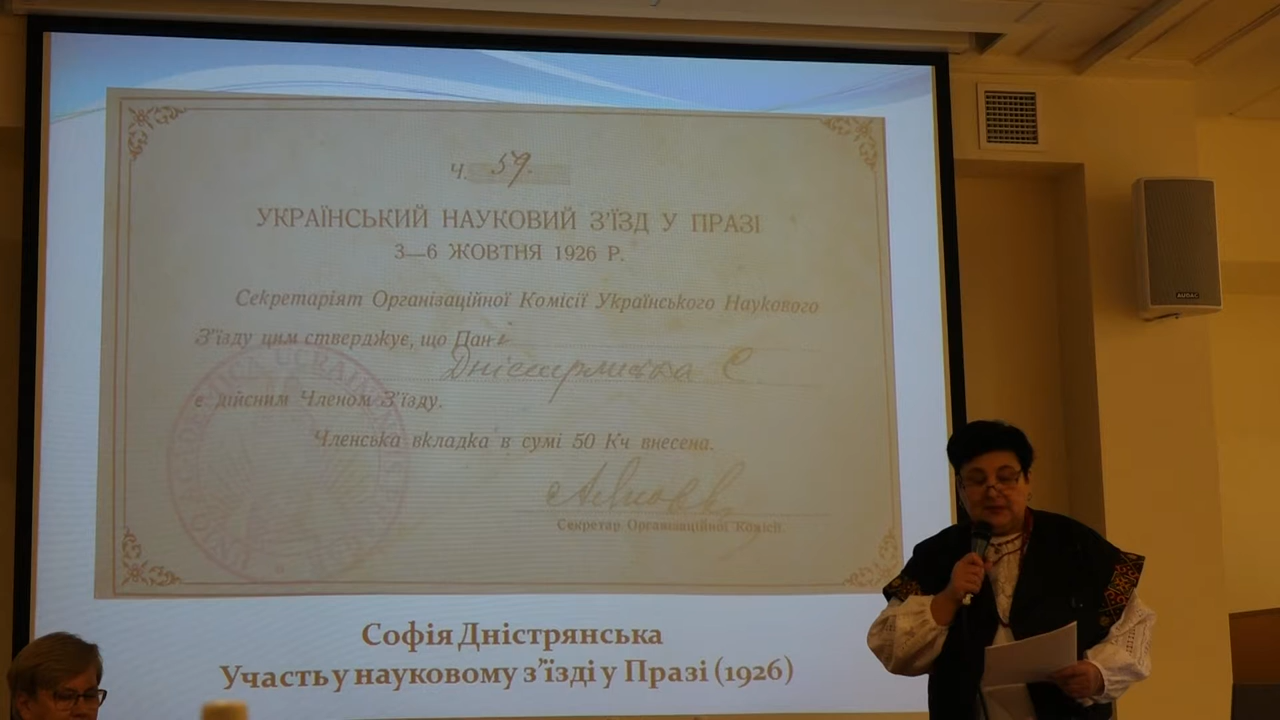 Ч. 59.
УКРАЇНСЬКИЙ НАУКОВИЙ З'ЇЗД У ПРАЗІ
3—6 ЖОВТНЯ 1926 Р.
Секретаріят Організаційної Комісії Українського Наукового
З'їзду цим стверджує, що Пані
Дністрянська С.
є дійсним Членом З'їзду.
Членська вкладка в сумі 50 Кч внесена.
Секретар Організаційної Комісії.
Софія Дністрянська
Участь у науковому з'їзді у Празі (1926)
AUDAC